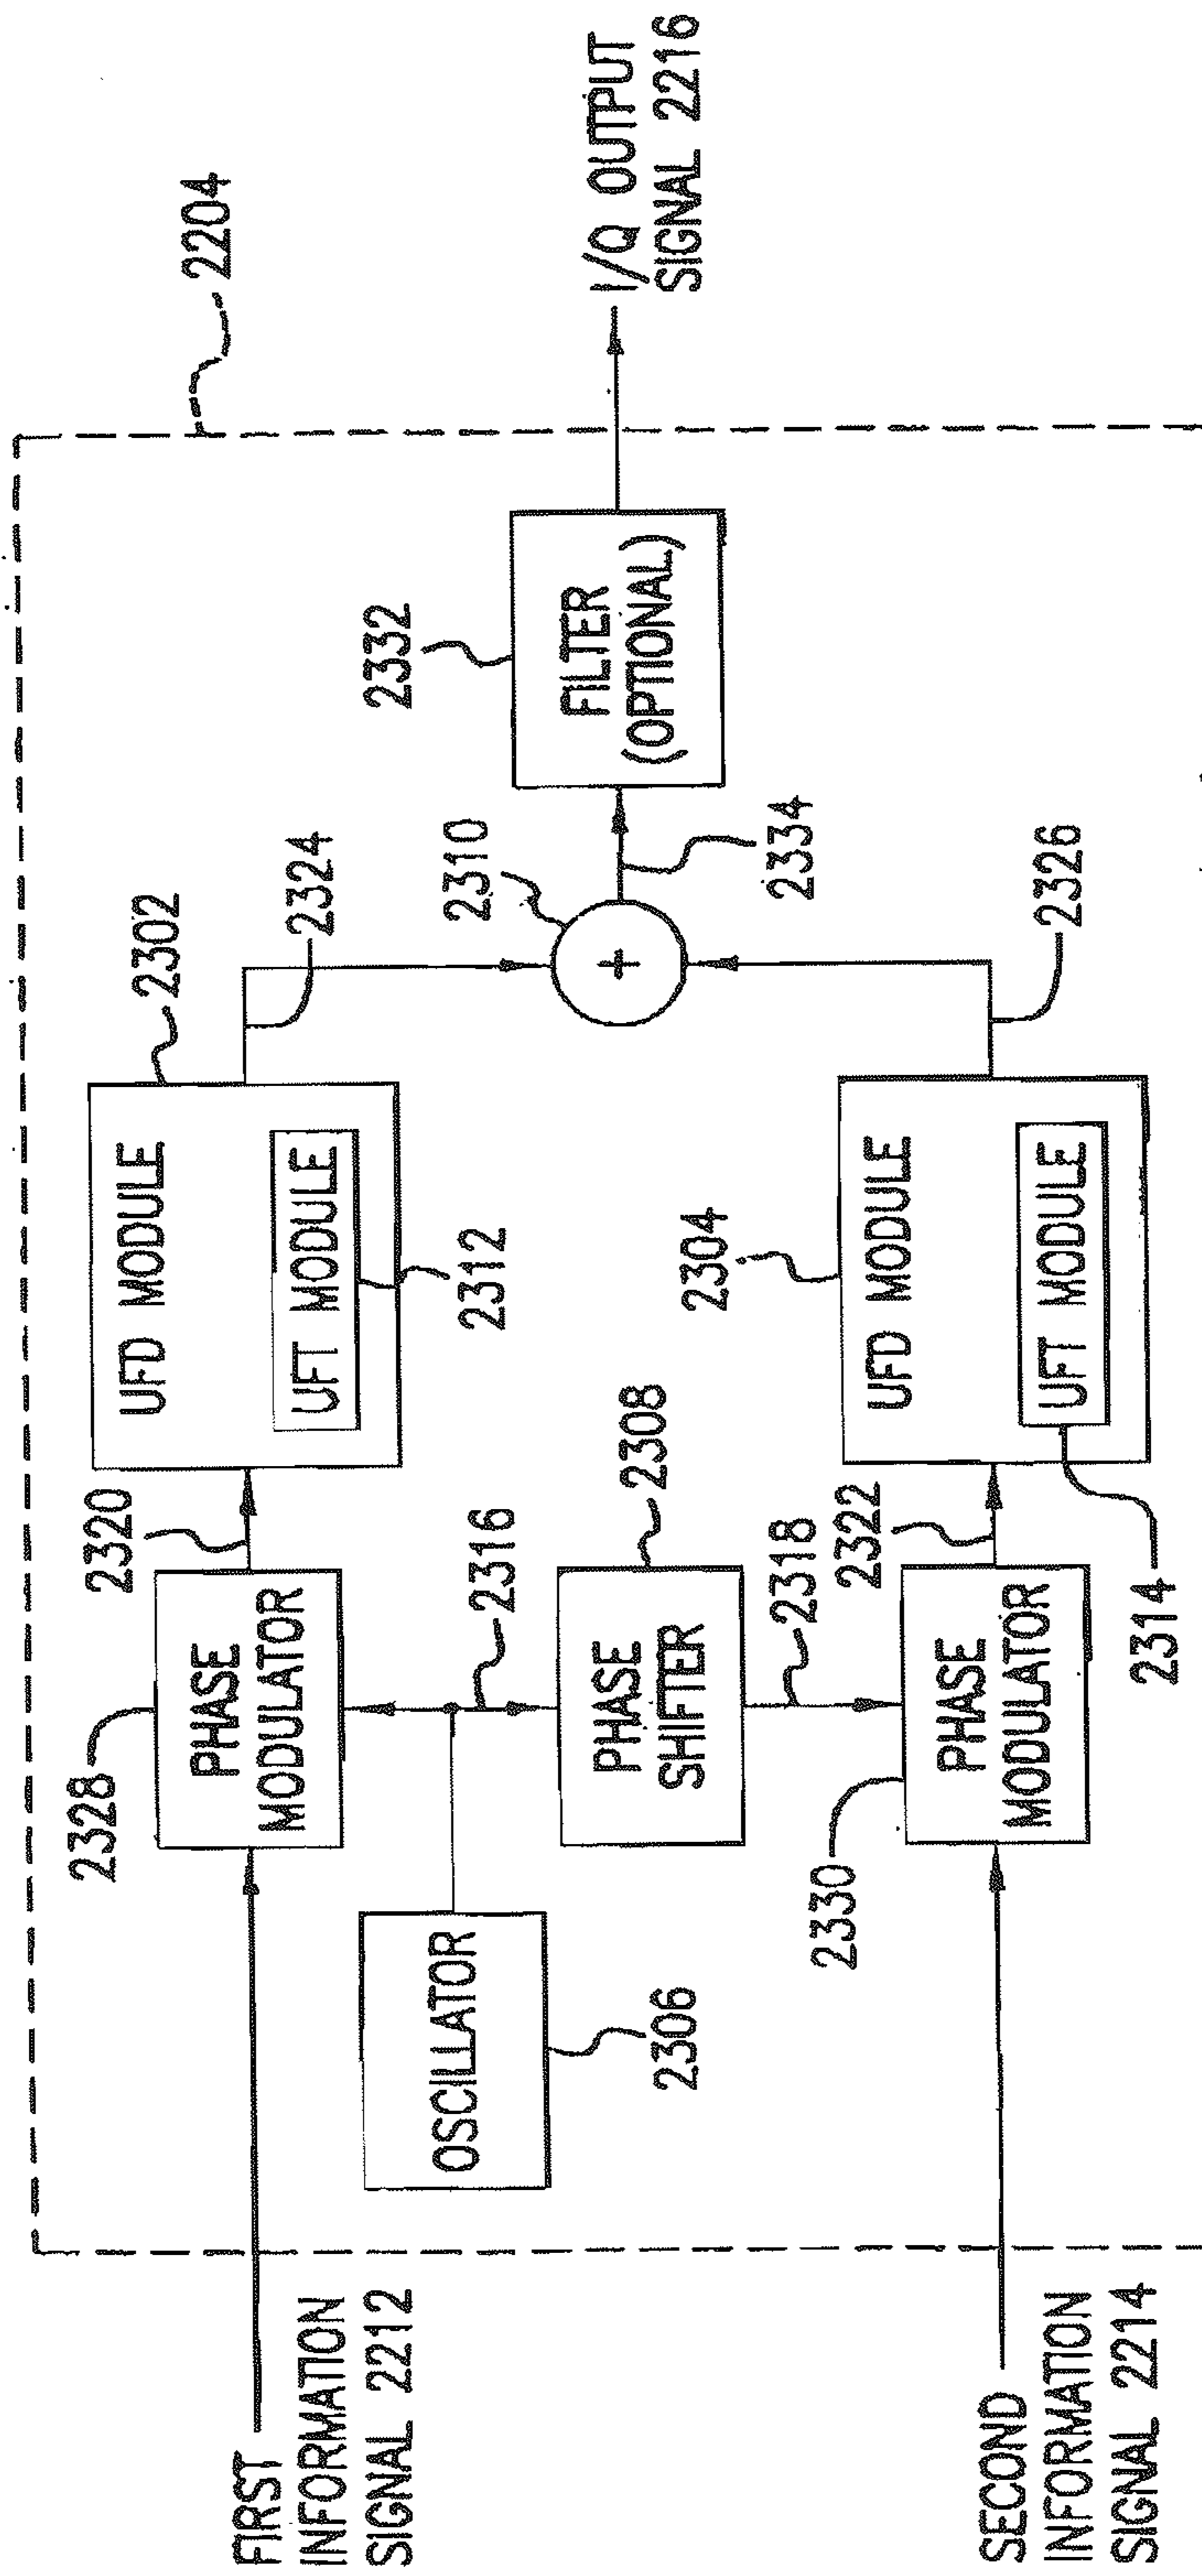 2204
FIRST
INFORMATION
SIGNAL 2212
2328
PHASE
MODULATOR
2320
UFD MODULE
2302
UFT MODULE
2312
2324
OSCILLATOR
2306
2316
PHASE
SHIFTER
2308
2318
2310
+
2334
2332
FILTER
(OPTIONAL)
I/Q OUTPUT
SIGNAL 2216
SECOND
INFORMATION
SIGNAL 2214
2330
PHASE
MODULATOR
2322
2304
UFD MODULE
UFT MODULE
2314
2326